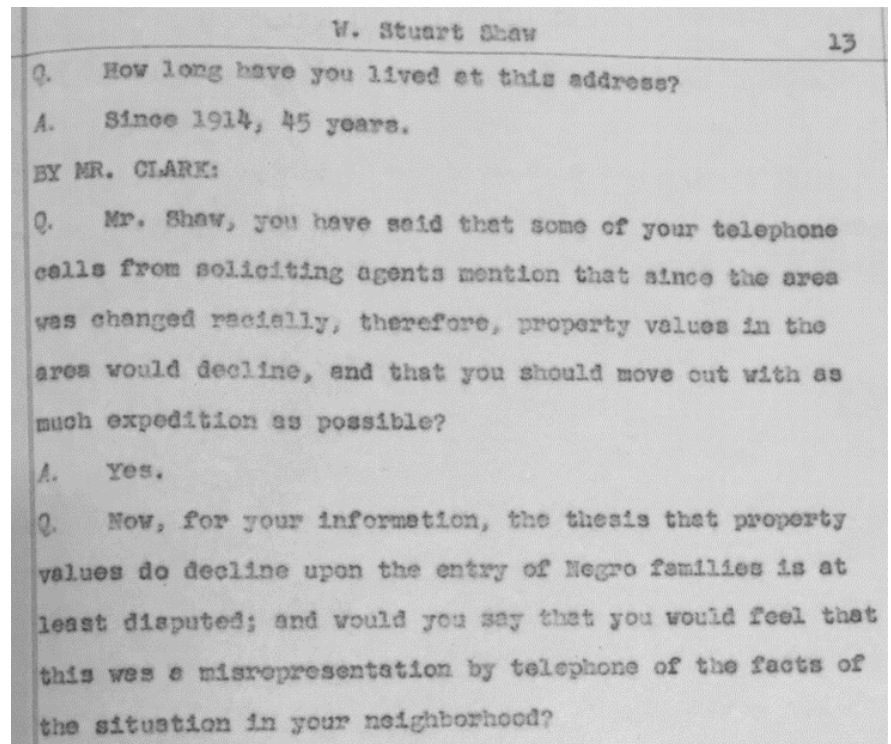 W. Stuart Shaw
13
Q. How long have you lived at this address?
A. Since 1914, 45 years.
BY MR. CLARK:
Q. Mr. Shaw, you have said that some of your telephone
calls from soliciting agents mention that since the area
was changed racially, therefore, property values in the
area would decline, and that you should move out with as
much expedition as possible?
A. Yes.
Q. Now, for your information, the thesis that property
values do decline upon the entry of Negro families is at
least disputed; and would you say that you would feel that
this was a misrepresentation by telephone of the facts of
the situation in your neighborhood?